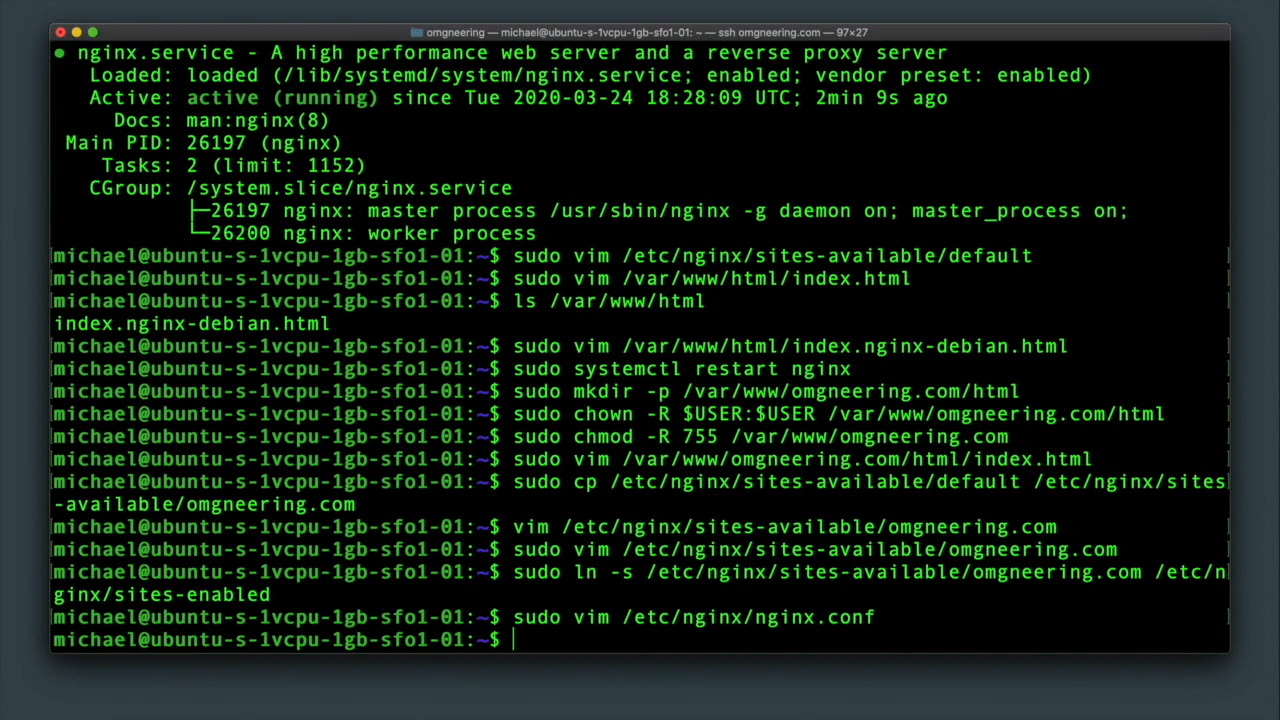 omgneering — michael@ubuntu-s-1vcpu-1gb-sfo1-01: ~ — ssh omgneering.com — 97×27
● nginx.service - A high performance web server and a reverse proxy server
Loaded: loaded (/lib/systemd/system/nginx.service; enabled; vendor preset: enabled)
Active: active (running) since Tue 2020-03-24 18:28:09 UTC; 2min 9s ago
Docs: man:nginx(8)
Main PID: 26197 (nginx)
Tasks: 2 (limit: 1152)
CGroup: /system.slice/nginx.service
├─26197 nginx: master process /usr/sbin/nginx -g daemon on; master_process on;
└─26200 nginx: worker process
[michael@ubuntu-s-1vcpu-1gb-sfo1-01:~$ sudo vim /etc/nginx/sites-available/default ]
[michael@ubuntu-s-1vcpu-1gb-sfo1-01:~$ sudo vim /var/www/html/index.html ]
[michael@ubuntu-s-1vcpu-1gb-sfo1-01:~$ ls /var/www/html ]
index.nginx-debian.html
[michael@ubuntu-s-1vcpu-1gb-sfo1-01:~$ sudo vim /var/www/html/index.nginx-debian.html ]
[michael@ubuntu-s-1vcpu-1gb-sfo1-01:~$ sudo systemctl restart nginx ]
[michael@ubuntu-s-1vcpu-1gb-sfo1-01:~$ sudo mkdir -p /var/www/omgneering.com/html ]
[michael@ubuntu-s-1vcpu-1gb-sfo1-01:~$ sudo chown -R $USER:$USER /var/www/omgneering.com/html ]
[michael@ubuntu-s-1vcpu-1gb-sfo1-01:~$ sudo chmod -R 755 /var/www/omgneering.com ]
[michael@ubuntu-s-1vcpu-1gb-sfo1-01:~$ sudo vim /var/www/omgneering.com/html/index.html ]
[michael@ubuntu-s-1vcpu-1gb-sfo1-01:~$ sudo cp /etc/nginx/sites-available/default /etc/nginx/sites]
-available/omgneering.com
[michael@ubuntu-s-1vcpu-1gb-sfo1-01:~$ vim /etc/nginx/sites-available/omgneering.com ]
[michael@ubuntu-s-1vcpu-1gb-sfo1-01:~$ sudo vim /etc/nginx/sites-available/omgneering.com ]
[michael@ubuntu-s-1vcpu-1gb-sfo1-01:~$ sudo ln -s /etc/nginx/sites-available/omgneering.com /etc/n]
ginx/sites-enabled
[michael@ubuntu-s-1vcpu-1gb-sfo1-01:~$ sudo vim /etc/nginx/nginx.conf ]
michael@ubuntu-s-1vcpu-1gb-sfo1-01:~$